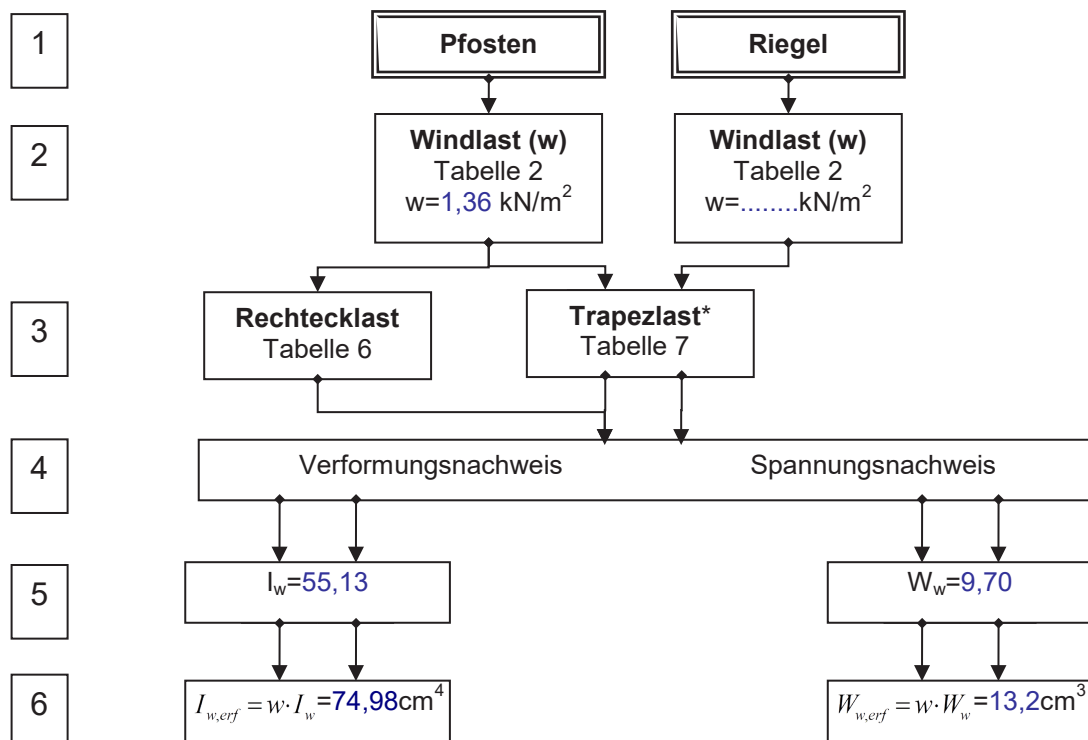 1
Pfosten
Riegel
2
Windlast (w)
Tabelle 2
w=1,36 kN/m²
Windlast (w)
Tabelle 2
w=........kN/m²
3
Rechtecklast
Tabelle 6
Trapezlast*
Tabelle 7
4
Verformungsnachweis
Spannungsnachweis
5
I_w=55,13
W_w=9,70
6
I_w,erf = w·I_w=74,98cm⁴
W_w,erf = w·W_w=13,2cm³